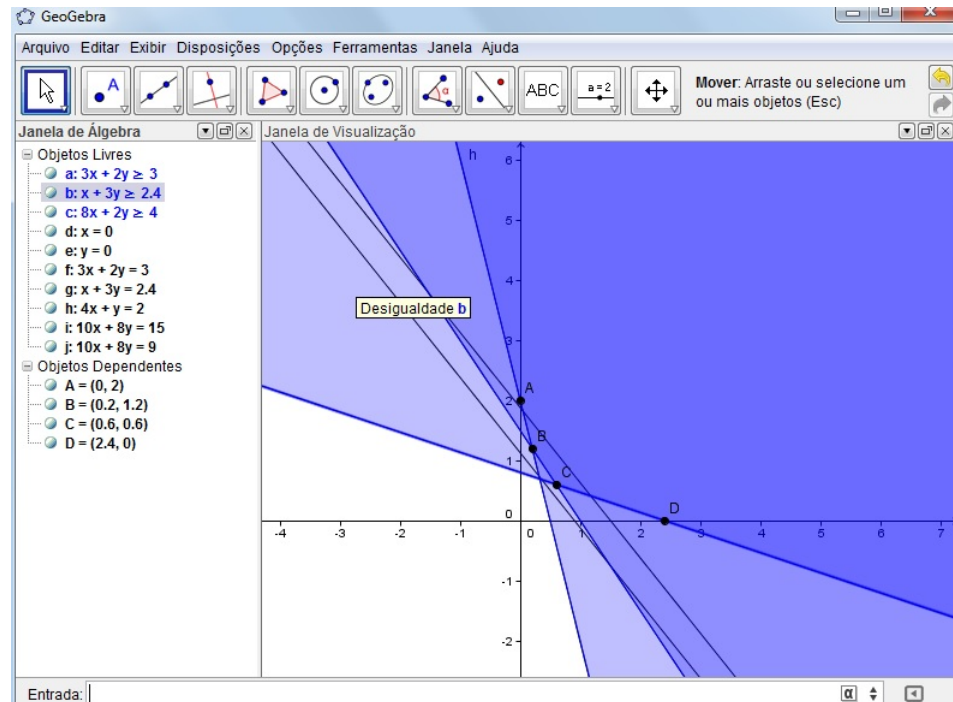 GeoGebra
Arquivo Editar Exibir Disposições Opções Ferramentas Janela Ajuda
A
α
ABC
a=2
Mover: Arraste ou selecione um
ou mais objetos (Esc)
Janela de Álgebra
Janela de Visualização
Objetos Livres
a: 3x + 2y ≥ 3
b: x + 3y ≥ 2.4
c: 8x + 2y ≥ 4
d: x = 0
e: y = 0
f: 3x + 2y = 3
g: x + 3y = 2.4
h: 4x + y = 2
i: 10x + 8y = 15
j: 10x + 8y = 9
Objetos Dependentes
A = (0, 2)
B = (0.2, 1.2)
C = (0.6, 0.6)
D = (2.4, 0)
h
6
5
4
Desigualdade b
3
A
2
B
1
C
D
0
-4 -3 -2 -1 0 1 2 3 4 5 6 7
-1
-2
Entrada:
α